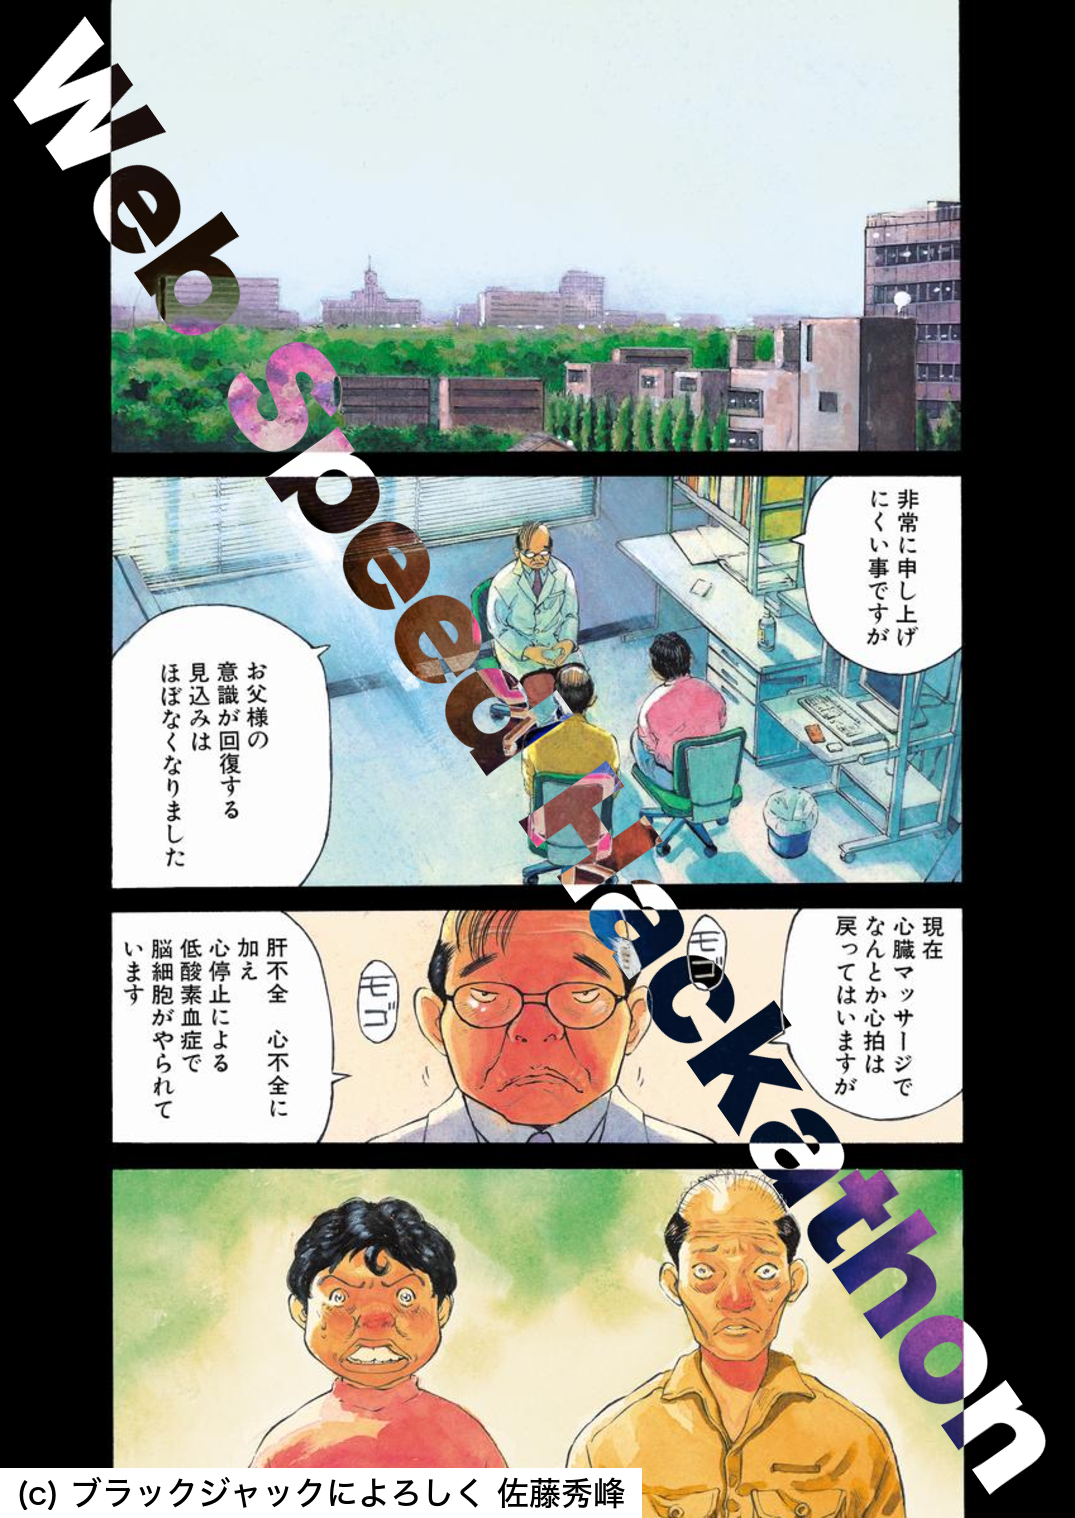 非常に申し上げ
にくい事ですが
お父様の
意識が回復する
見込みは
ほぼなくなりました
現在
心臓マッサージで
なんとか心拍は
戻ってはいますが
モゴ
モゴ
肝不全 心不全に
加え
心停止による
低酸素血症で
脳細胞がやられて
います
Web Speed Hackathon
(c) ブラックジャックによろしく 佐藤秀峰